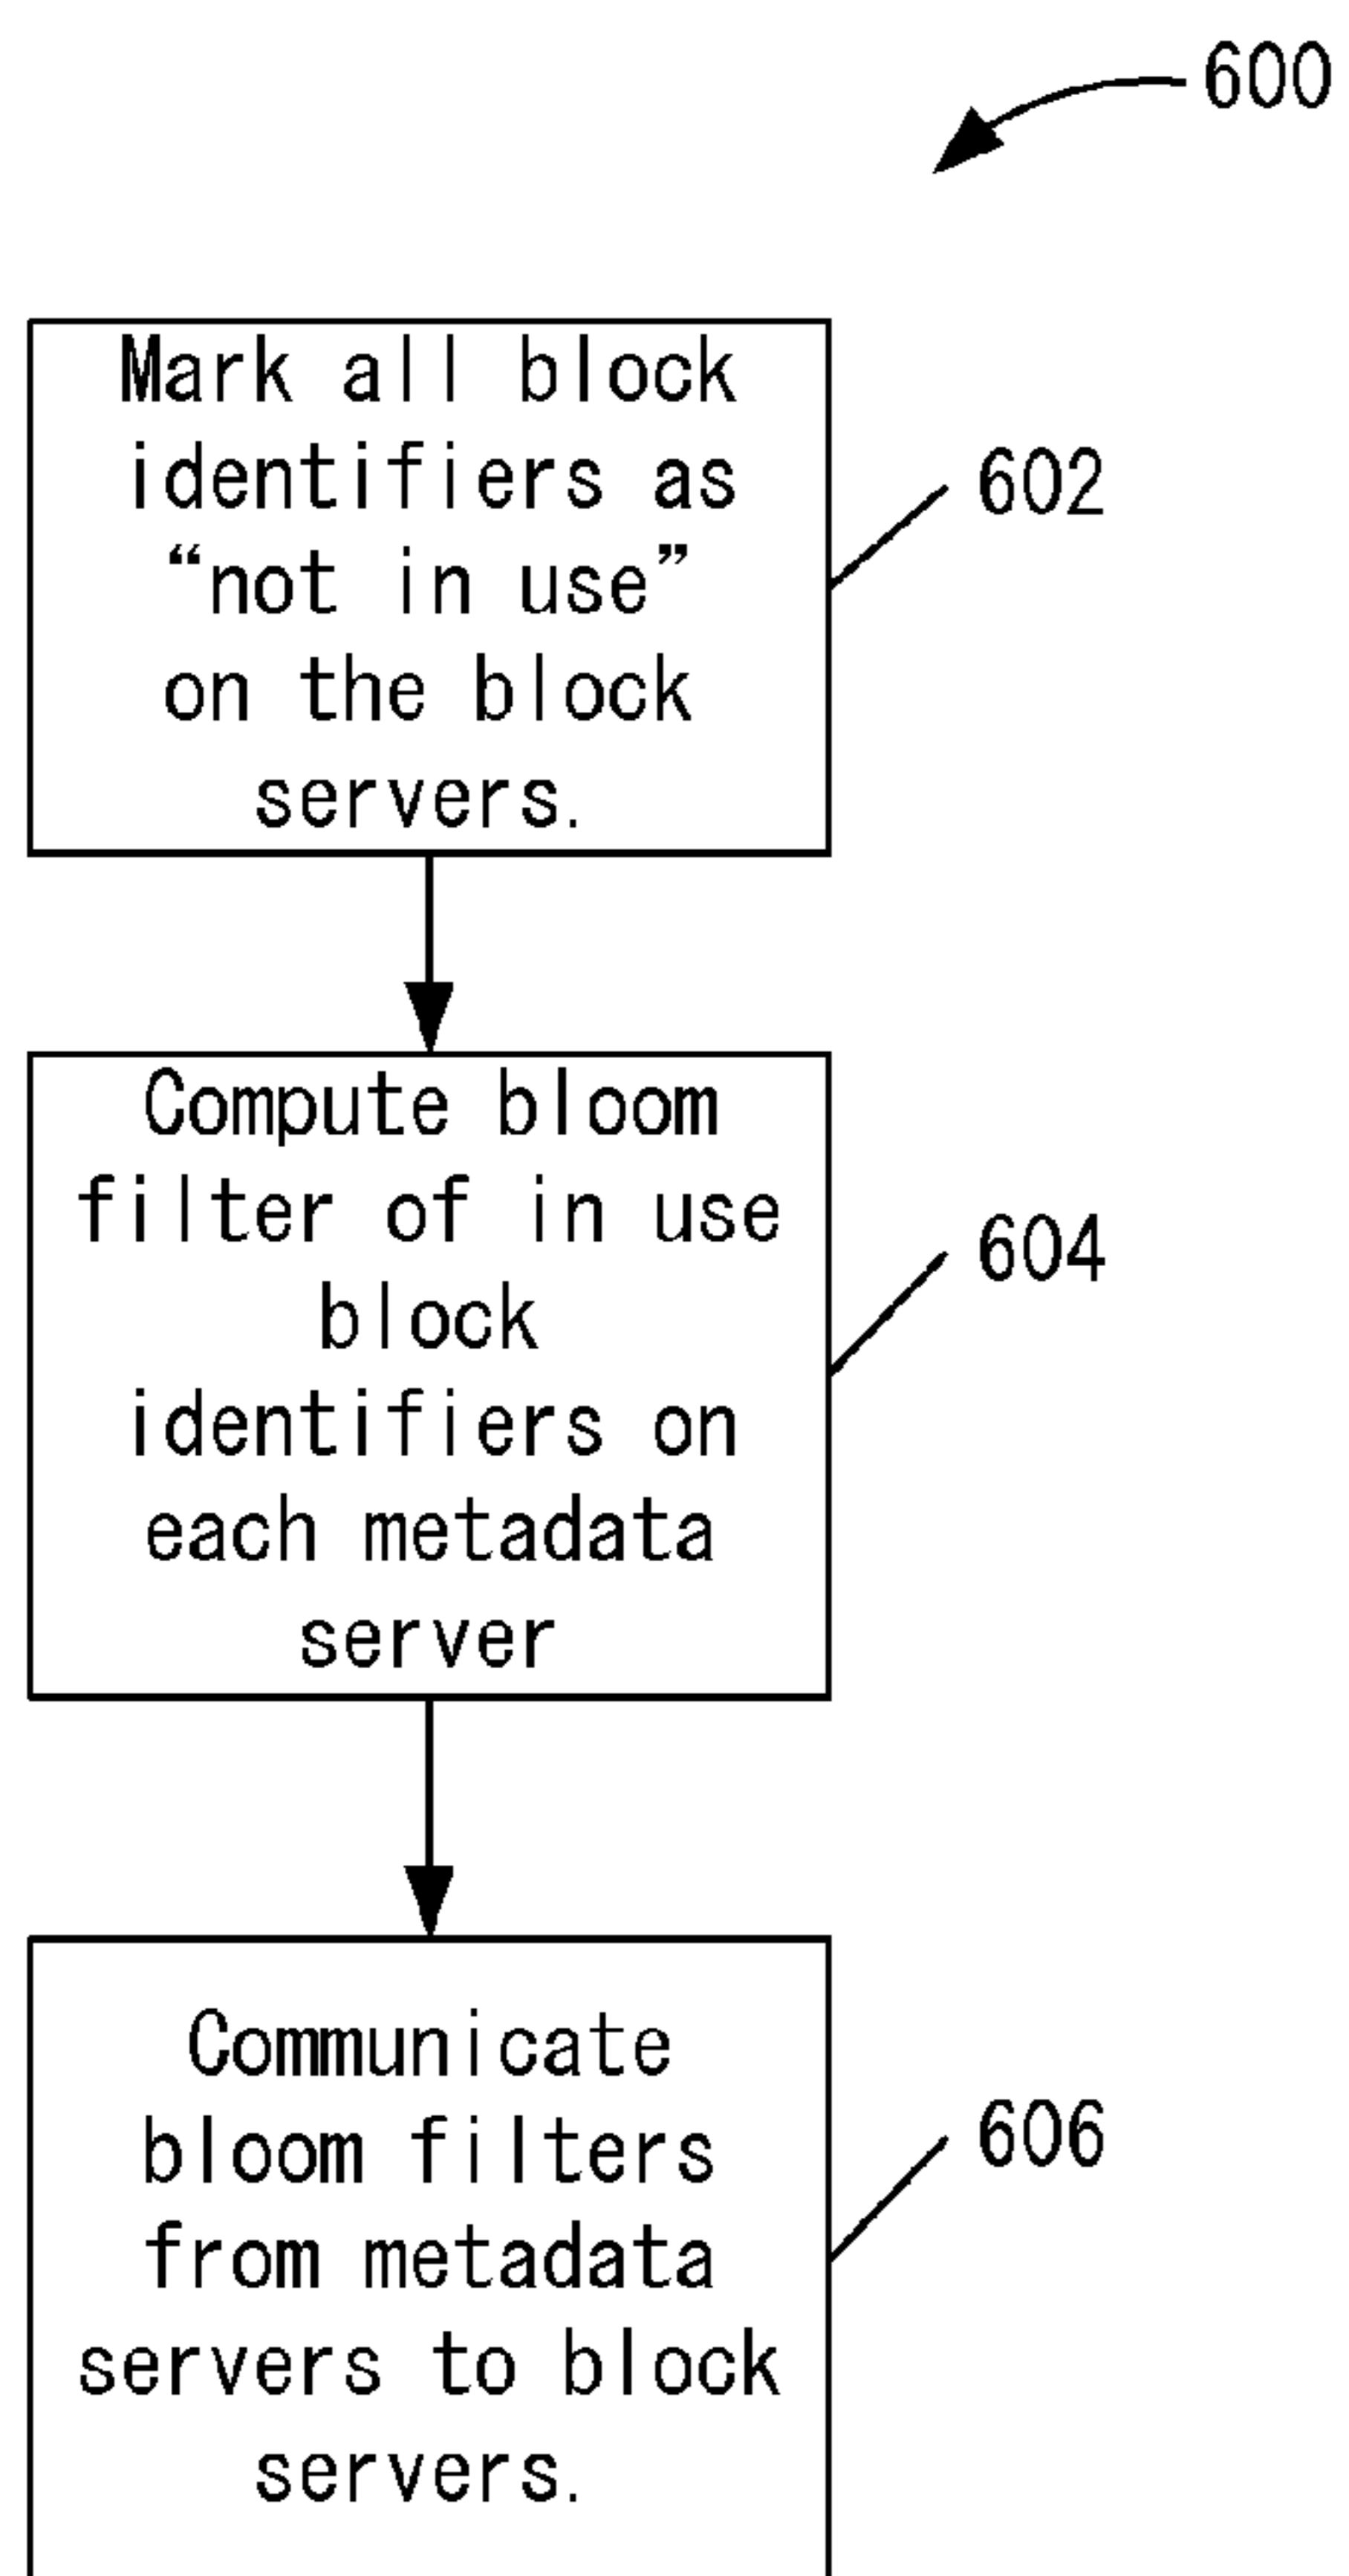 600
Mark all block
identifiers as
“not in use”
on the block
servers.
602
Compute bloom
filter of in use
block
identifiers on
each metadata
server
604
Communicate
bloom filters
from metadata
servers to block
servers.
606